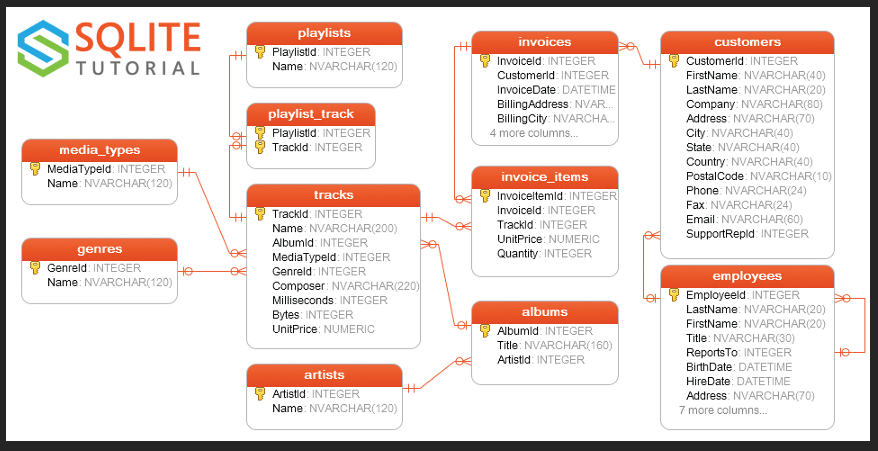 SQLITE
TUTORIAL
playlists
PlaylistId: INTEGER
Name: NVARCHAR(120)
playlist_track
PlaylistId: INTEGER
TrackId: INTEGER
media_types
MediaTypeId: INTEGER
Name: NVARCHAR(120)
genres
GenreId: INTEGER
Name: NVARCHAR(120)
tracks
TrackId: INTEGER
Name: NVARCHAR(200)
AlbumId: INTEGER
MediaTypeId: INTEGER
GenreId: INTEGER
Composer: NVARCHAR(220)
Milliseconds: INTEGER
Bytes: INTEGER
UnitPrice: NUMERIC
artists
ArtistId: INTEGER
Name: NVARCHAR(120)
invoices
InvoiceId: INTEGER
CustomerId: INTEGER
InvoiceDate: DATETIME
BillingAddress: NVAR...
BillingCity: NVARCHA...
4 more columns...
invoice_items
InvoiceItemId: INTEGER
InvoiceId: INTEGER
TrackId: INTEGER
UnitPrice: NUMERIC
Quantity: INTEGER
albums
AlbumId: INTEGER
Title: NVARCHAR(160)
ArtistId: INTEGER
customers
CustomerId: INTEGER
FirstName: NVARCHAR(40)
LastName: NVARCHAR(20)
Company: NVARCHAR(80)
Address: NVARCHAR(70)
City: NVARCHAR(40)
State: NVARCHAR(40)
Country: NVARCHAR(40)
PostalCode: NVARCHAR(10)
Phone: NVARCHAR(24)
Fax: NVARCHAR(24)
Email: NVARCHAR(60)
SupportRepId: INTEGER
employees
EmployeeId: INTEGER
LastName: NVARCHAR(20)
FirstName: NVARCHAR(20)
Title: NVARCHAR(30)
ReportsTo: INTEGER
BirthDate: DATETIME
HireDate: DATETIME
Address: NVARCHAR(70)
7 more columns...